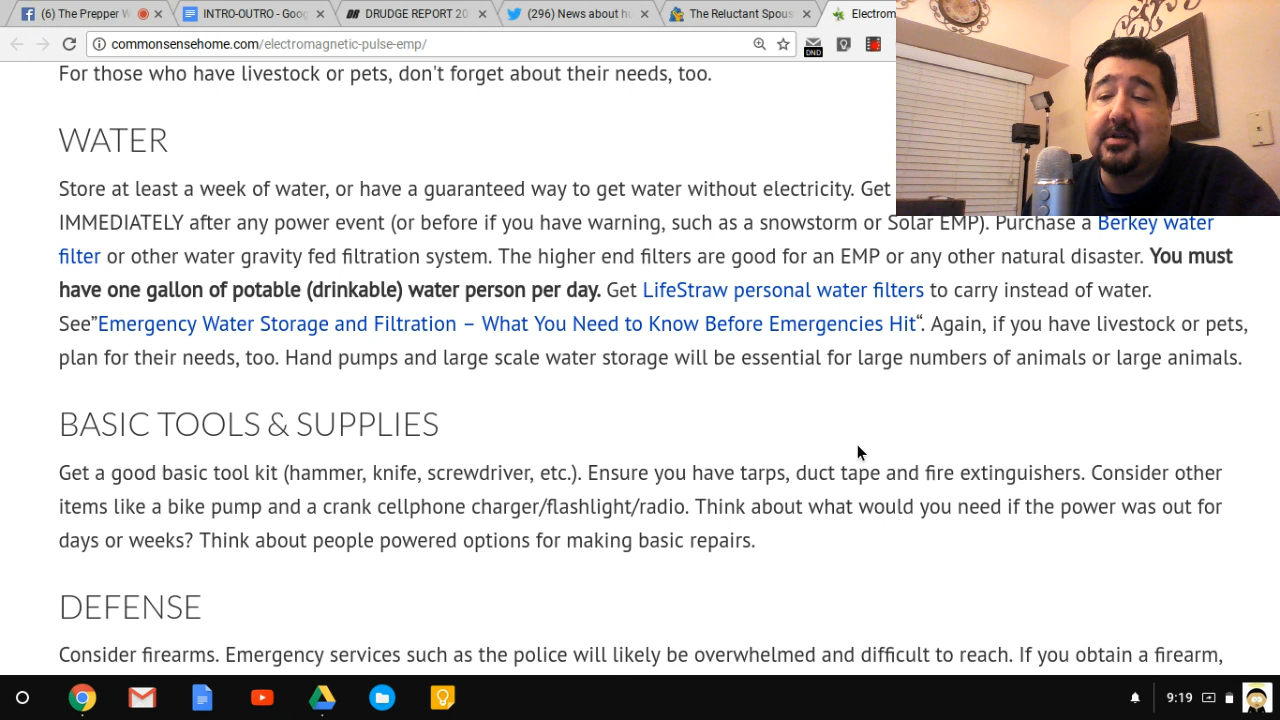 (6) The Prepper W
INTRO-OUTRO - Goog
DRUDGE REPORT 20
(296) News about hu
The Reluctant Spous
Electrom
commonsensehome.com/electromagnetic-pulse-emp/
DND
For those who have livestock or pets, don't forget about their needs, too.
WATER
Store at least a week of water, or have a guaranteed way to get water without electricity. Get
IMMEDIATELY after any power event (or before if you have warning, such as a snowstorm or Solar EMP). Purchase a Berkey water
filter or other water gravity fed filtration system. The higher end filters are good for an EMP or any other natural disaster. You must
have one gallon of potable (drinkable) water person per day. Get LifeStraw personal water filters to carry instead of water.
See”Emergency Water Storage and Filtration – What You Need to Know Before Emergencies Hit“. Again, if you have livestock or pets,
plan for their needs, too. Hand pumps and large scale water storage will be essential for large numbers of animals or large animals.
BASIC TOOLS & SUPPLIES
Get a good basic tool kit (hammer, knife, screwdriver, etc.). Ensure you have tarps, duct tape and fire extinguishers. Consider other
items like a bike pump and a crank cellphone charger/flashlight/radio. Think about what would you need if the power was out for
days or weeks? Think about people powered options for making basic repairs.
DEFENSE
Consider firearms. Emergency services such as the police will likely be overwhelmed and difficult to reach. If you obtain a firearm,
9:19